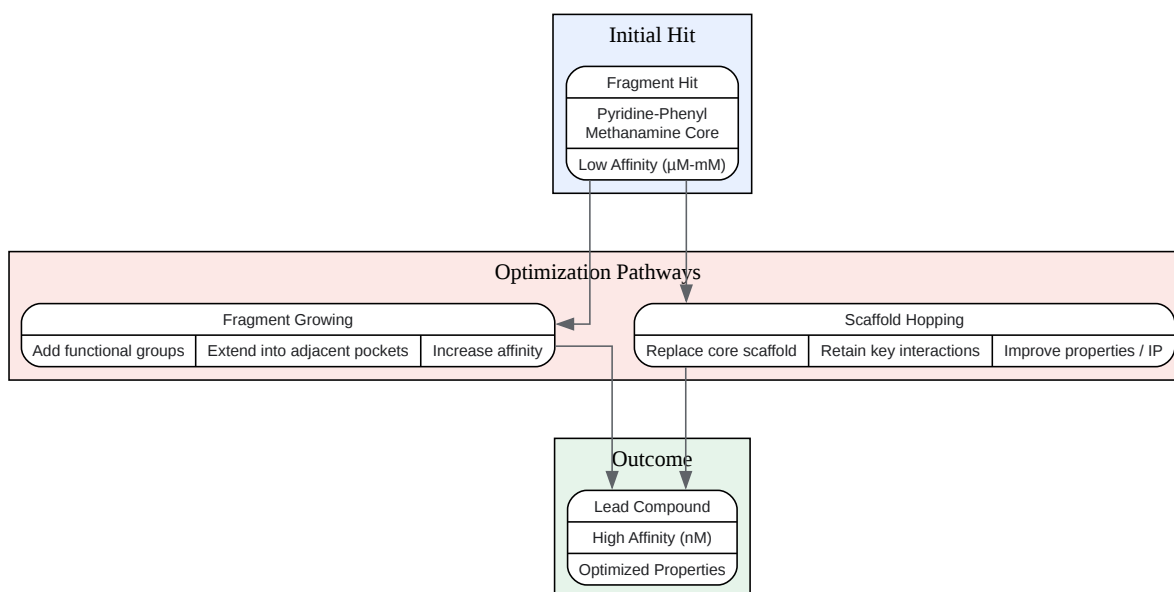 Initial Hit
Fragment Hit
Pyridine-Phenyl
Methanamine Core
Low Affinity (µM-mM)
Optimization Pathways
Fragment Growing
Add functional groups
Extend into adjacent pockets
Increase affinity
Scaffold Hopping
Replace core scaffold
Retain key interactions
Improve properties / IP
Outcome
Lead Compound
High Affinity (nM)
Optimized Properties